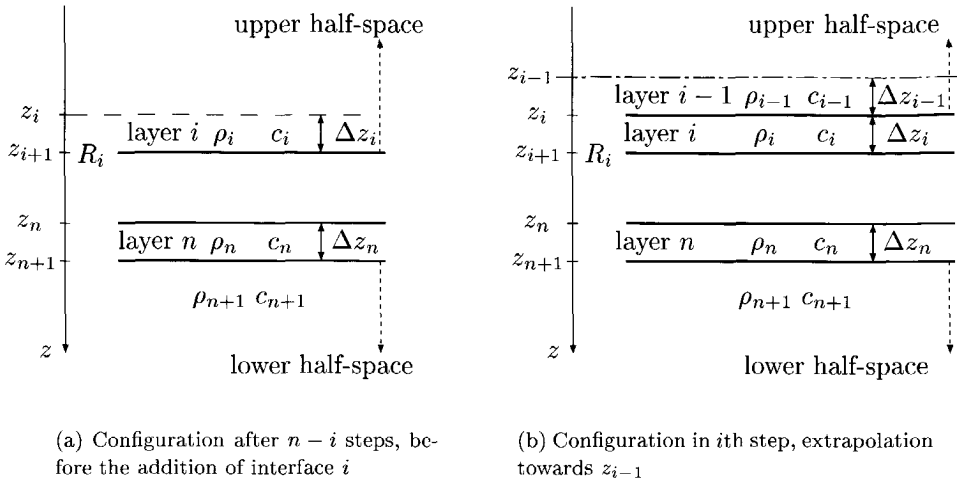 upper half-space
z_i
layer i ρ_i c_i Δz_i
z_{i+1} R_i
z_n
layer n ρ_n c_n Δz_n
z_{n+1}
ρ_{n+1} c_{n+1}
z
lower half-space
(a) Configuration after n − i steps, before the addition of interface i
upper half-space
z_{i−1}
layer i − 1 ρ_{i−1} c_{i−1} Δz_{i−1}
z_i
layer i ρ_i c_i Δz_i
z_{i+1} R_i
z_n
layer n ρ_n c_n Δz_n
z_{n+1}
ρ_{n+1} c_{n+1}
z
lower half-space
(b) Configuration in ith step, extrapolation
towards z_{i−1}